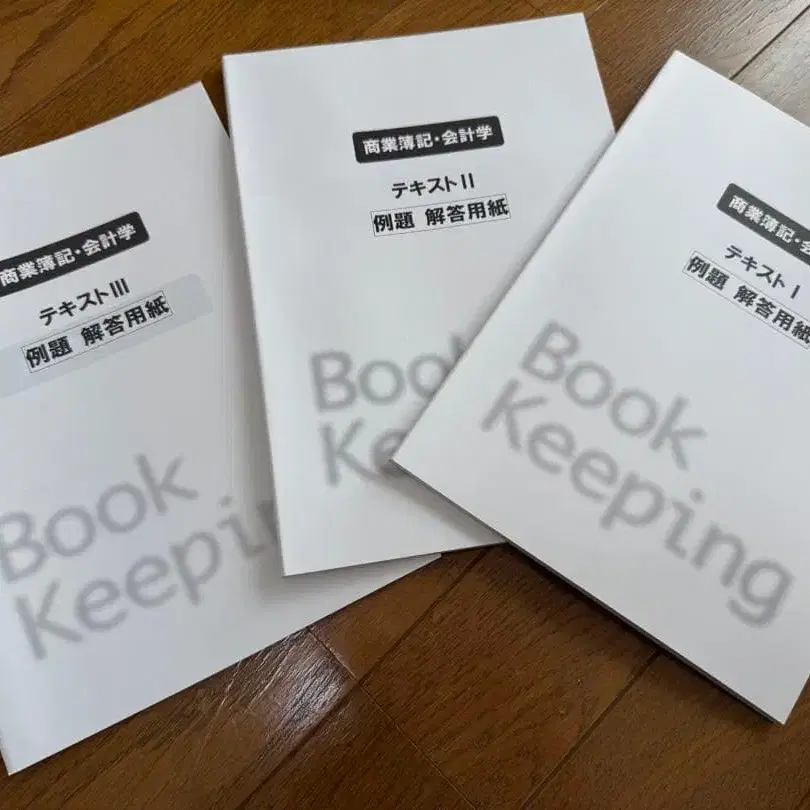 商業簿記・会計学
テキストIII
例題 解答用紙
Book
Keeping
商業簿記・会計学
テキストII
例題 解答用紙
Book
Ke
商業簿記・会
テキストI
例題 解答用紙
Book
Keeping